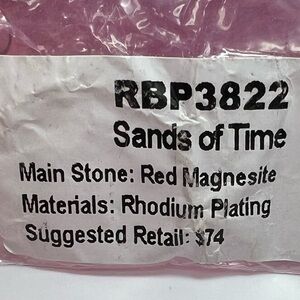 RBP3822
Sands of Time
Main Stone: Red Magnesite
Materials: Rhodium Plating
Suggested Retail: $74